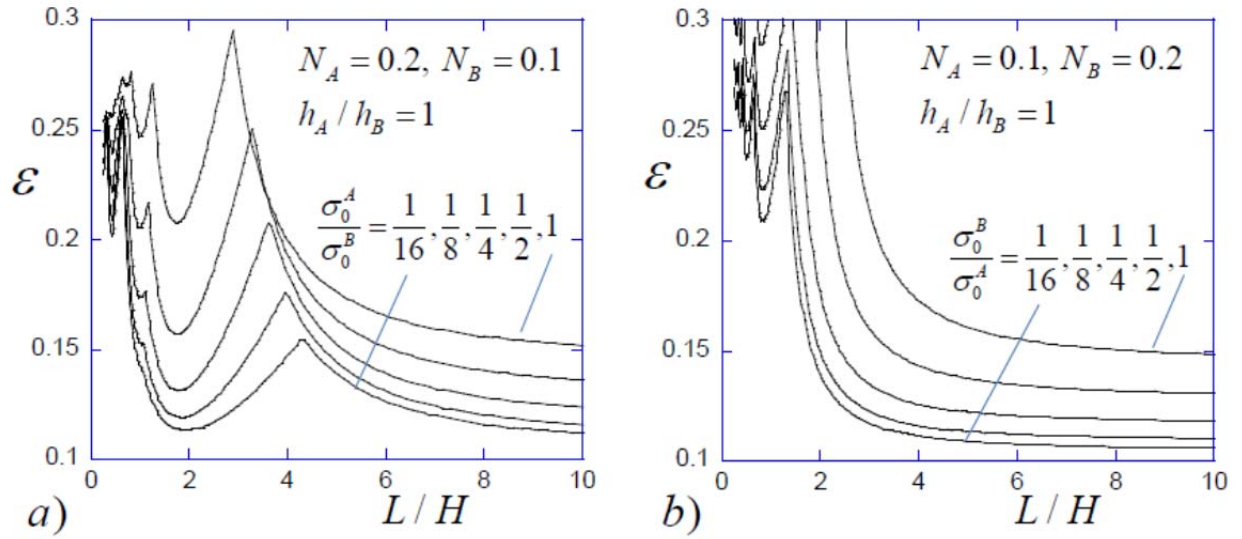 0.3
0.25
0.2
0.15
0.1
ε
N_A = 0.2, N_B = 0.1
h_A / h_B = 1
σ_0^A / σ_0^B = 1/16, 1/8, 1/4, 1/2, 1
0 2 4 6 8 10
a) L / H
0.3
0.25
0.2
0.15
0.1
ε
N_A = 0.1, N_B = 0.2
h_A / h_B = 1
σ_0^B / σ_0^A = 1/16, 1/8, 1/4, 1/2, 1
0 2 4 6 8 10
b) L / H